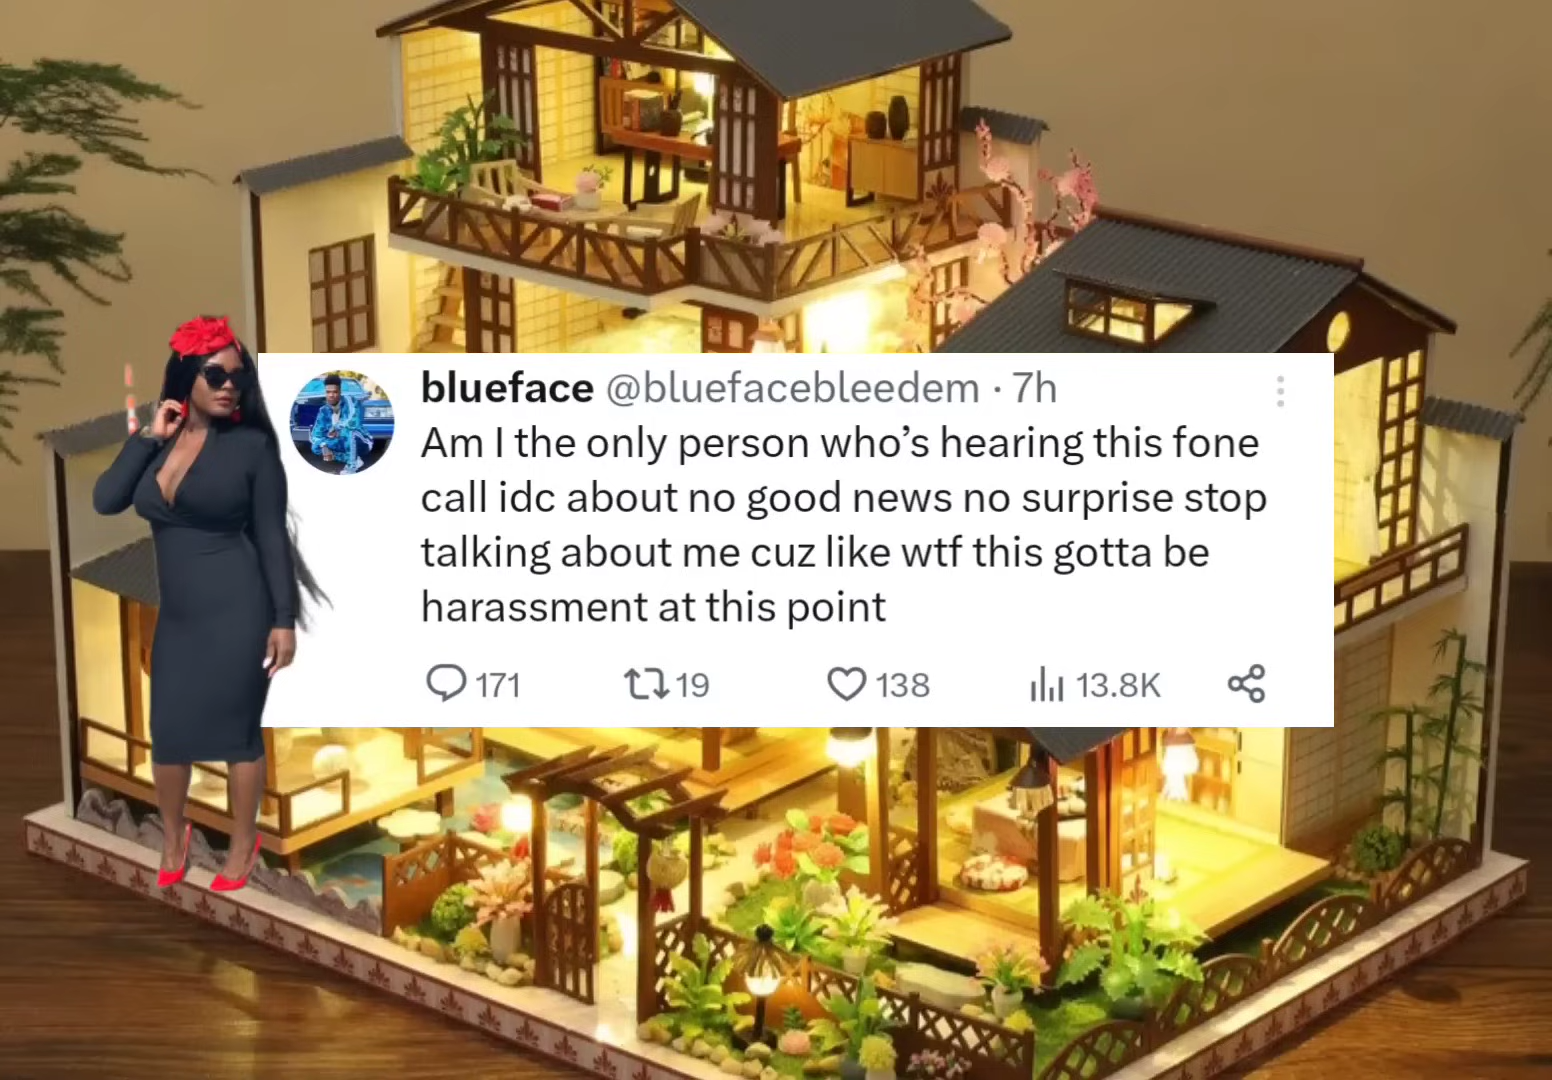 blueface @bluefacebleedem · 7h
Am I the only person who’s hearing this fone
call idc about no good news no surprise stop
talking about me cuz like wtf this gotta be
harassment at this point
171 19 138 13.8K